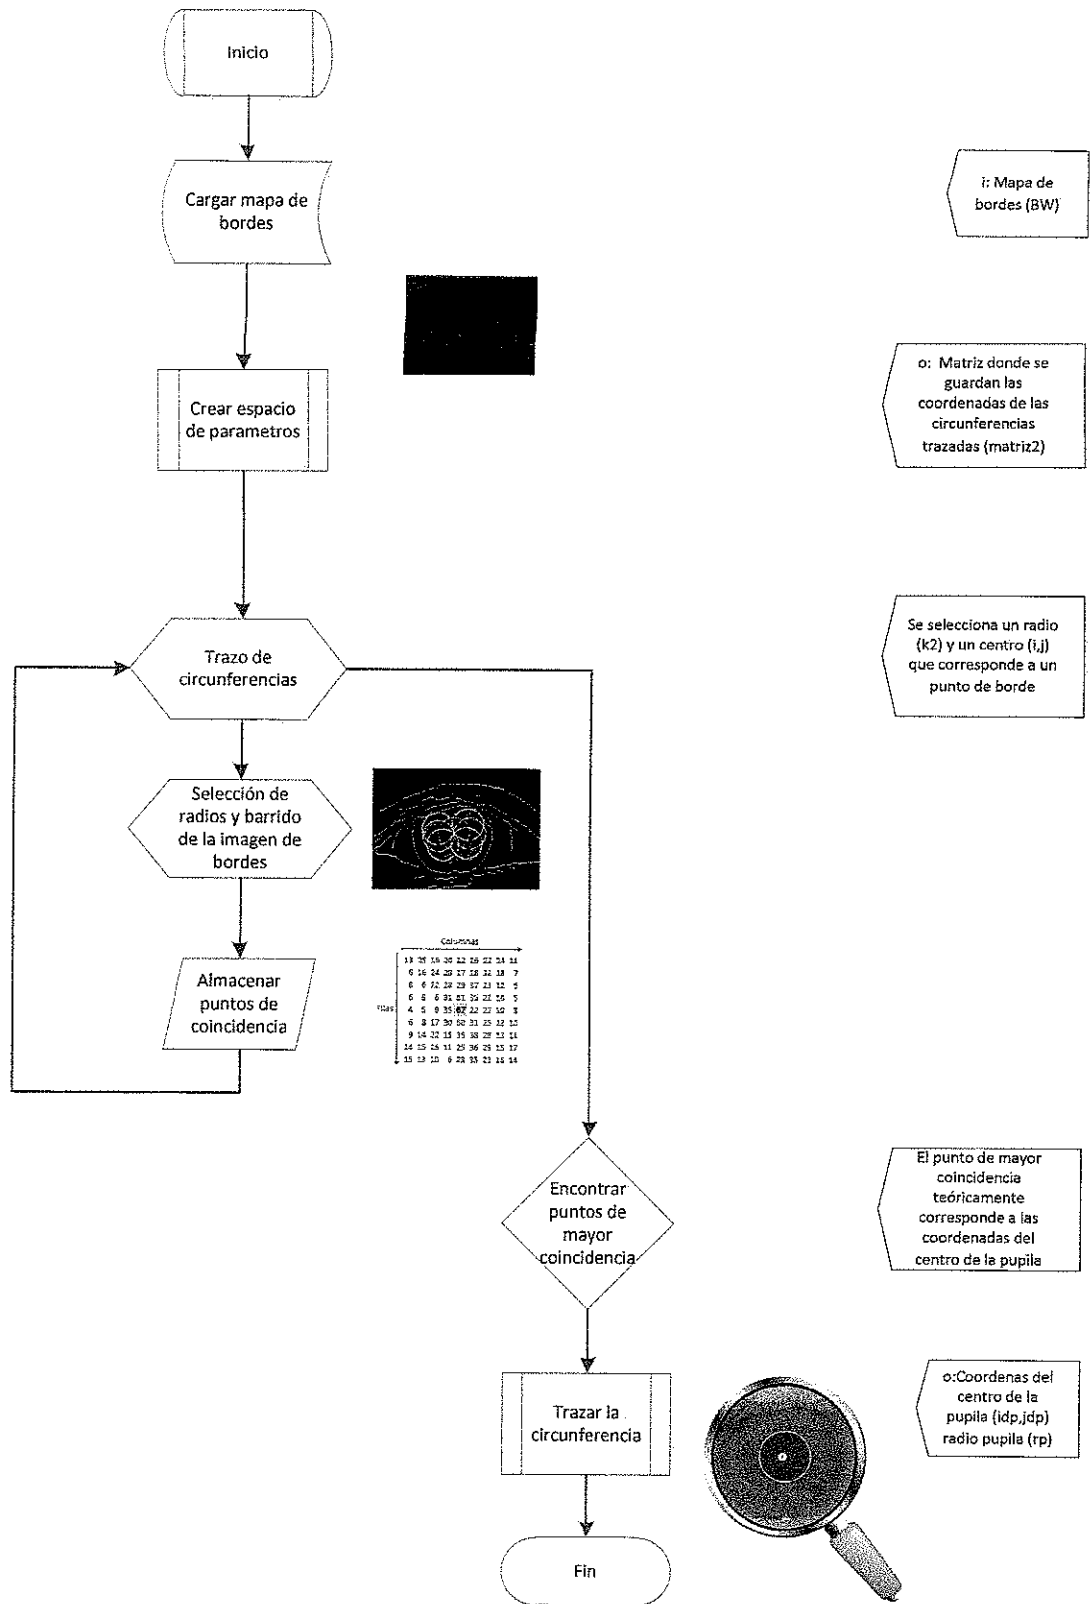 Inicio
Cargar mapa de
bordes
i: Mapa de
bordes (BW)
Crear espacio
de parametros
o: Matriz donde se
guardan las
coordenadas de las
circunferencias
trazadas (matriz2)
Trazo de
circunferencias
Se selecciona un radio
(k2) y un centro (i,j)
que corresponde a un
punto de borde
Selección de
radios y barrido
de la imagen de
bordes
Almacenar
puntos de
coincidencia
Columnas
Filas
Encontrar
puntos de
mayor
coincidencia
El punto de mayor
coincidencia
teóricamente
corresponde a las
coordenadas del
centro de la pupila
Trazar la
circunferencia
o:Coordenas del
centro de la
pupila (idp,jdp)
radio pupila (rp)
Fin